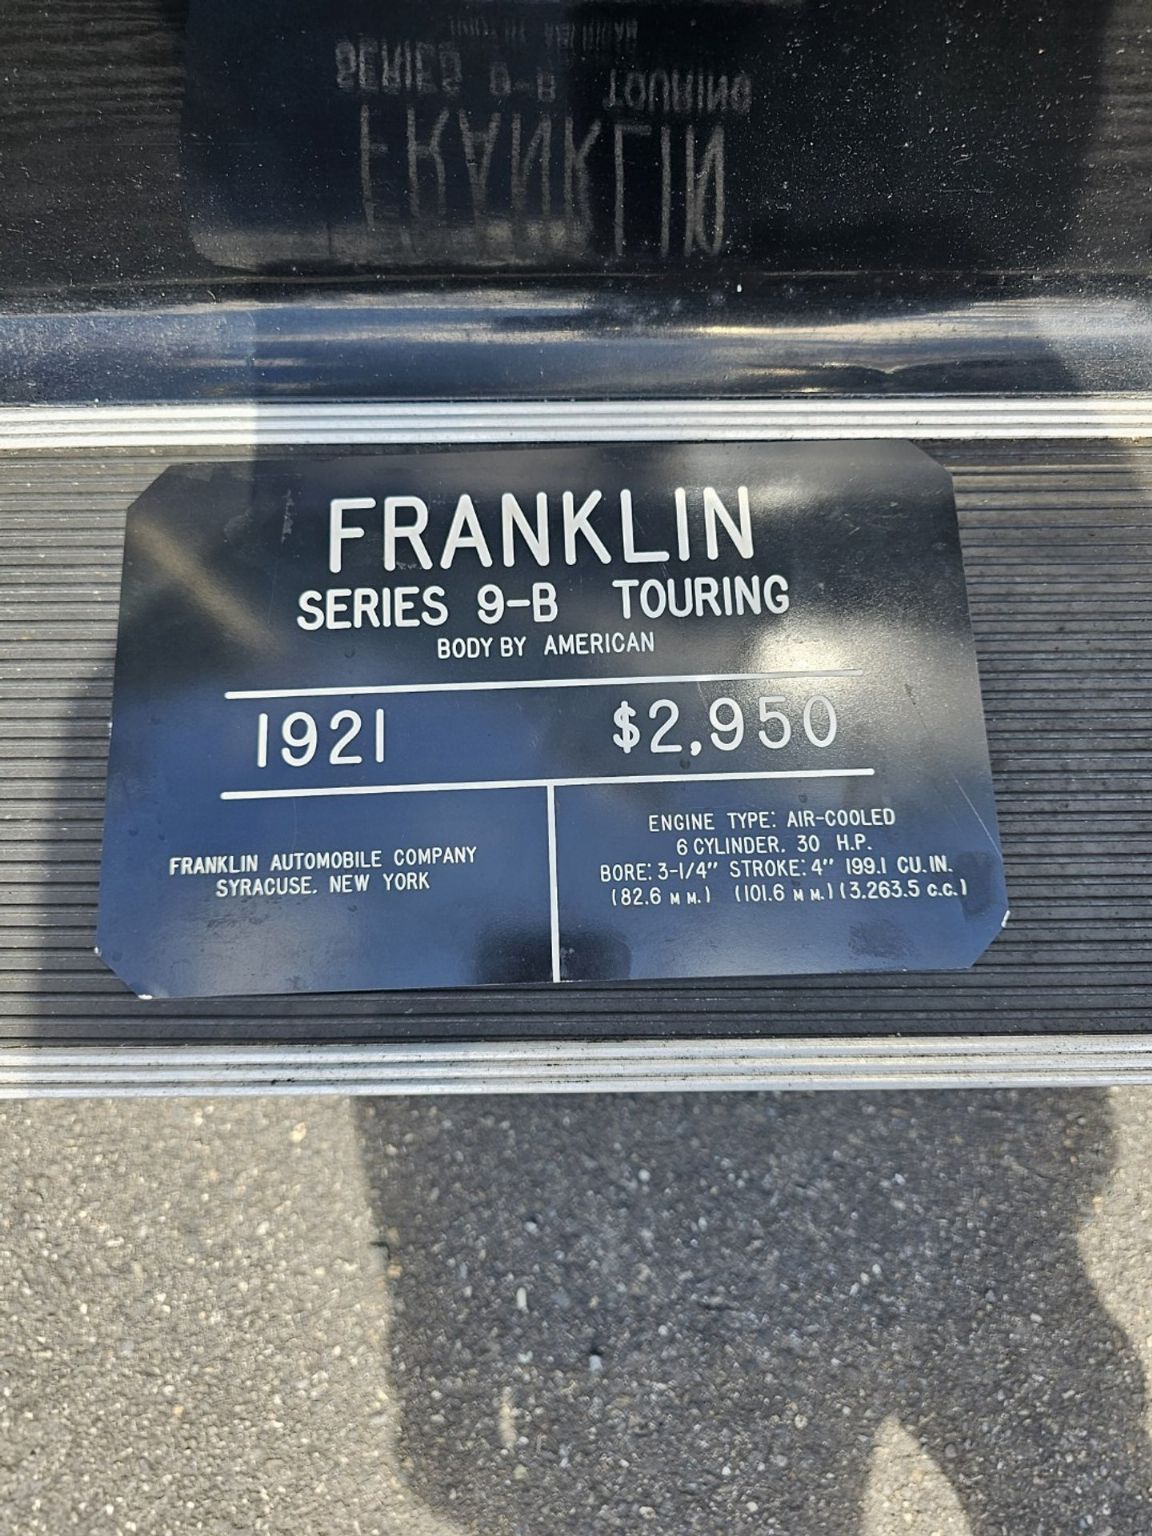 FRANKLIN
SERIES 9-B TOURING
BODY BY AMERICAN
1921 $2,950
FRANKLIN AUTOMOBILE COMPANY
SYRACUSE, NEW YORK
ENGINE TYPE: AIR-COOLED
6 CYLINDER, 30 H.P.
BORE: 3-1/4" STROKE: 4" 199.1 CU. IN.
(82.6 M M.) (101.6 M M.) (3,263.5 C.C.)